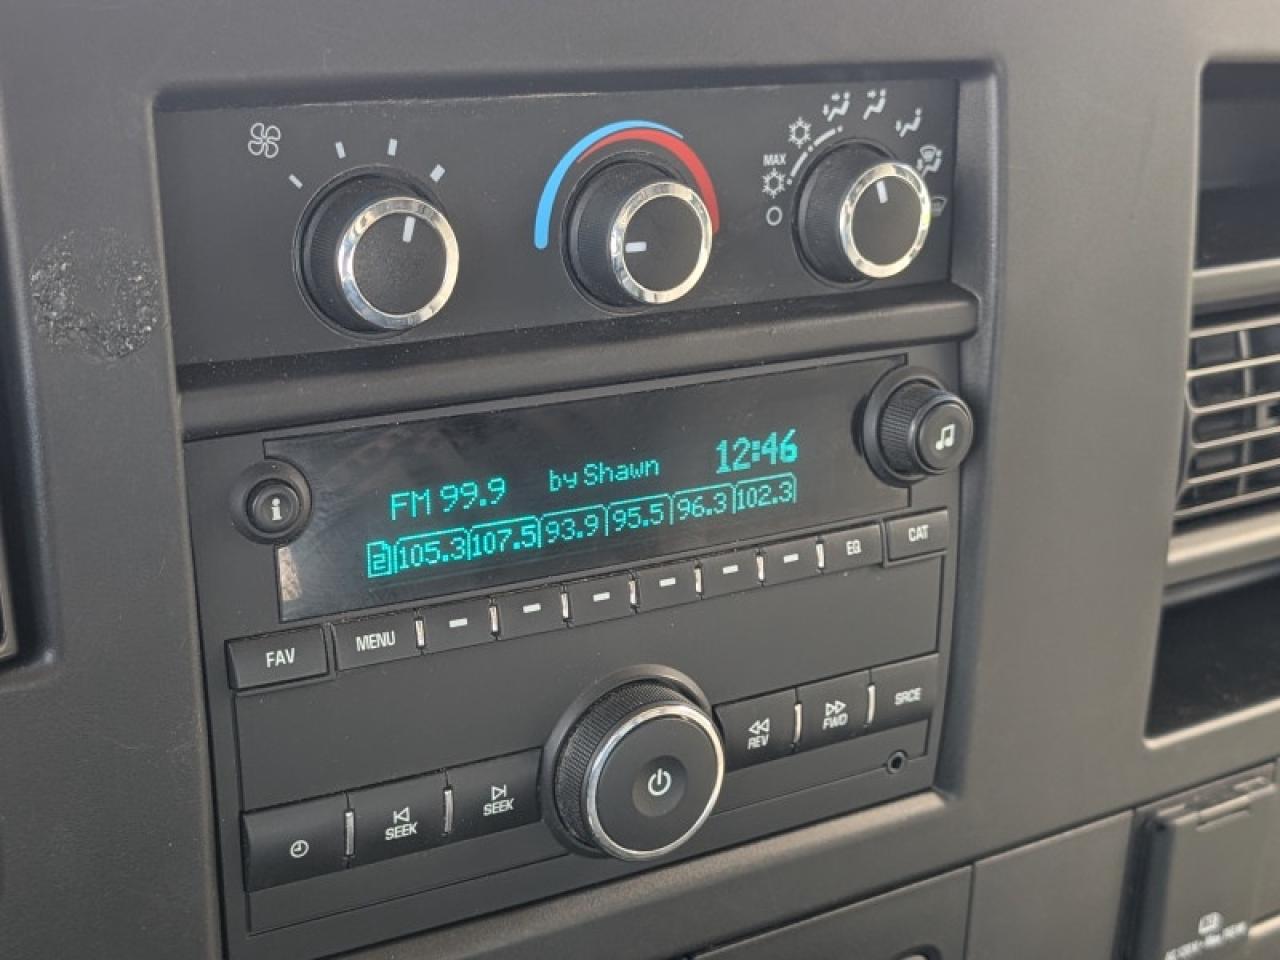 MAX
FM 99.9 by Shawn 12:46
2 105.3 107.5 93.9 95.5 96.3 102.3
i
FAV MENU EQ CAT
SEEK SEEK REV FWD SRCE